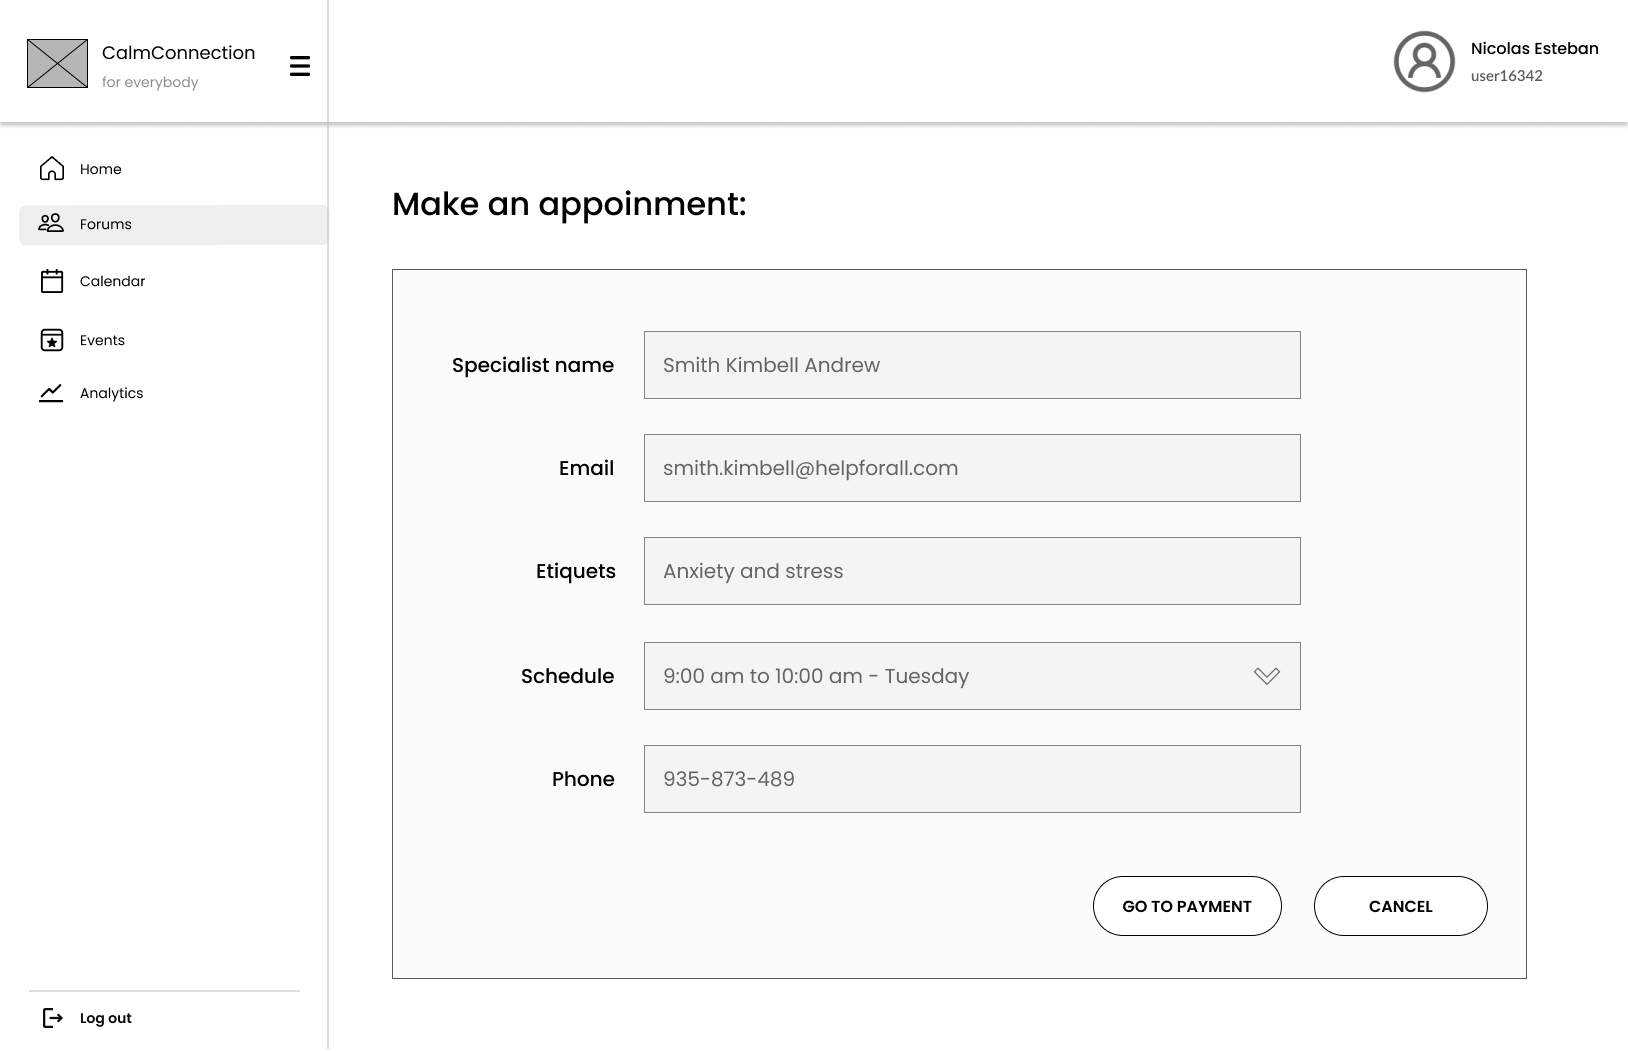 CalmConnection
for everybody
Nicolas Esteban
user16342
Home
Forums
Calendar
Events
Analytics
Log out
Make an appoinment:
Specialist name
Smith Kimbell Andrew
Email
smith.kimbell@helpforall.com
Etiquets
Anxiety and stress
Schedule
9:00 am to 10:00 am - Tuesday
Phone
935-873-489
GO TO PAYMENT
CANCEL